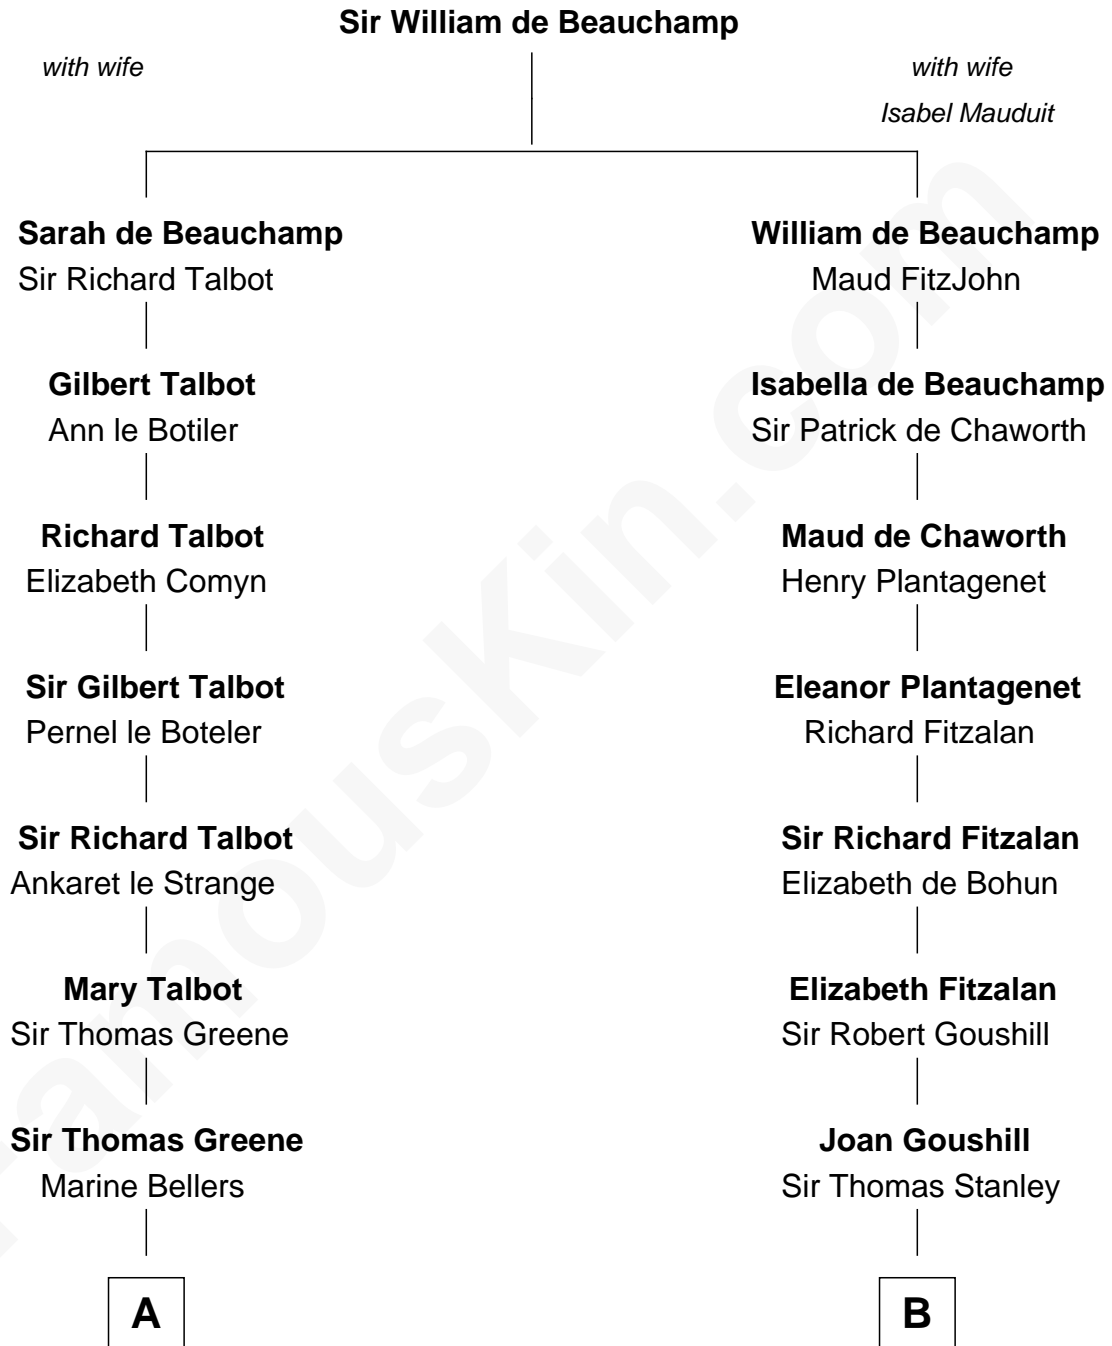 Sir William de Beauchamp
with wife
with wife
Isabel Mauduit
Sarah de Beauchamp
Sir Richard Talbot
William de Beauchamp
Maud FitzJohn
Gilbert Talbot
Ann le Botiler
Isabella de Beauchamp
Sir Patrick de Chaworth
Richard Talbot
Elizabeth Comyn
Maud de Chaworth
Henry Plantagenet
Sir Gilbert Talbot
Pernel le Boteler
Eleanor Plantagenet
Richard Fitzalan
Sir Richard Talbot
Ankaret le Strange
Sir Richard Fitzalan
Elizabeth de Bohun
Mary Talbot
Sir Thomas Greene
Elizabeth Fitzalan
Sir Robert Goushill
Sir Thomas Greene
Marine Bellers
Joan Goushill
Sir Thomas Stanley
A
B
FamousKin.com